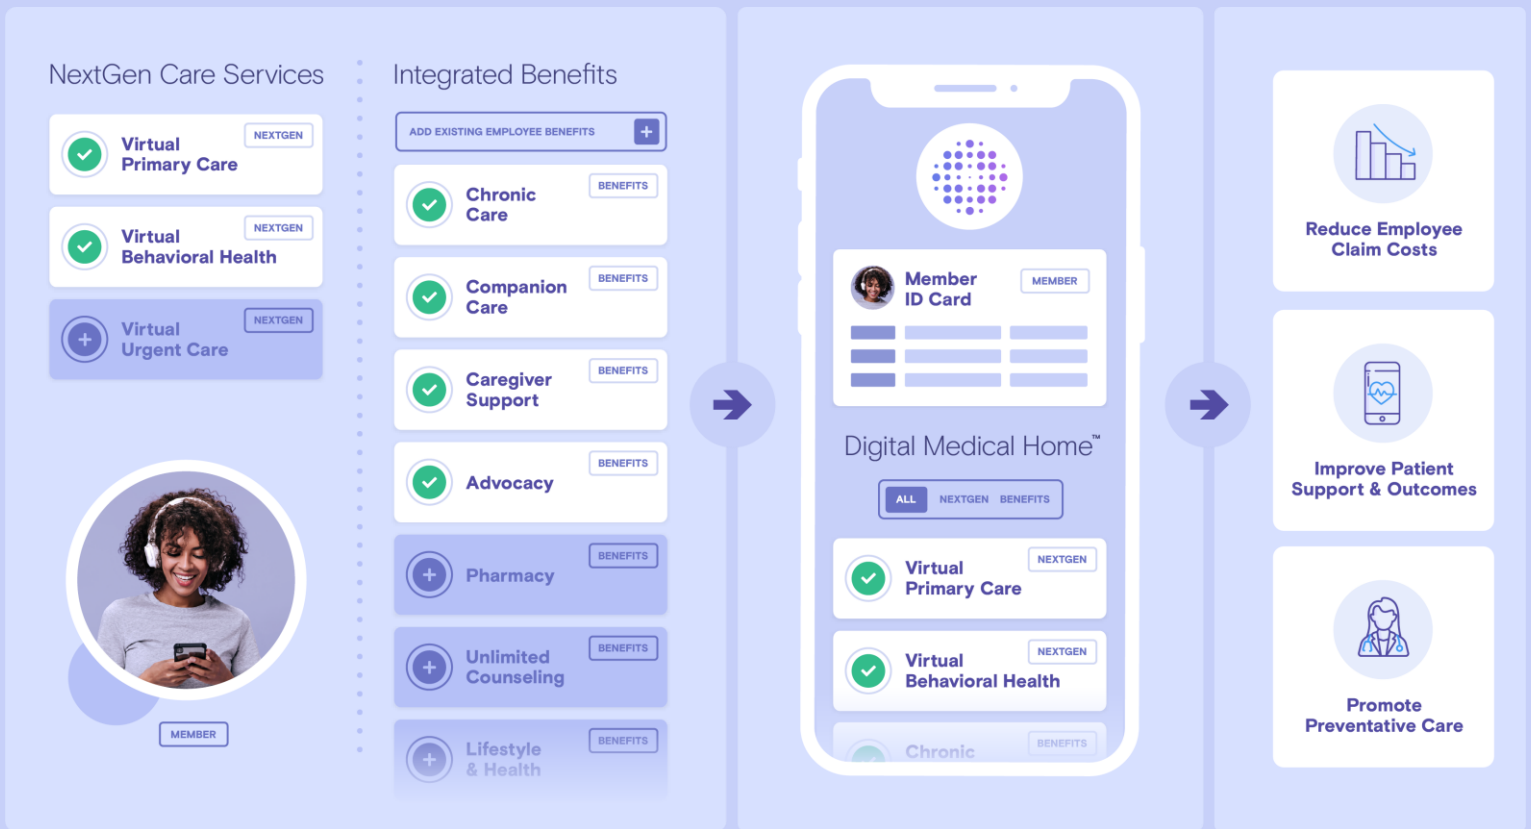 NextGen Care Services
Virtual
Primary Care
NEXTGEN
Virtual
Behavioral Health
NEXTGEN
Virtual
Urgent Care
NEXTGEN
MEMBER
Integrated Benefits
ADD EXISTING EMPLOYEE BENEFITS
Chronic
Care
BENEFITS
Companion
Care
BENEFITS
Caregiver
Support
BENEFITS
Advocacy
BENEFITS
Pharmacy
BENEFITS
Unlimited
Counseling
BENEFITS
Lifestyle
& Health
BENEFITS
Member
ID Card
MEMBER
Digital Medical Home™
ALL NEXTGEN BENEFITS
Virtual
Primary Care
NEXTGEN
Virtual
Behavioral Health
NEXTGEN
Chronic
BENEFITS
Reduce Employee
Claim Costs
Improve Patient
Support & Outcomes
Promote
Preventative Care